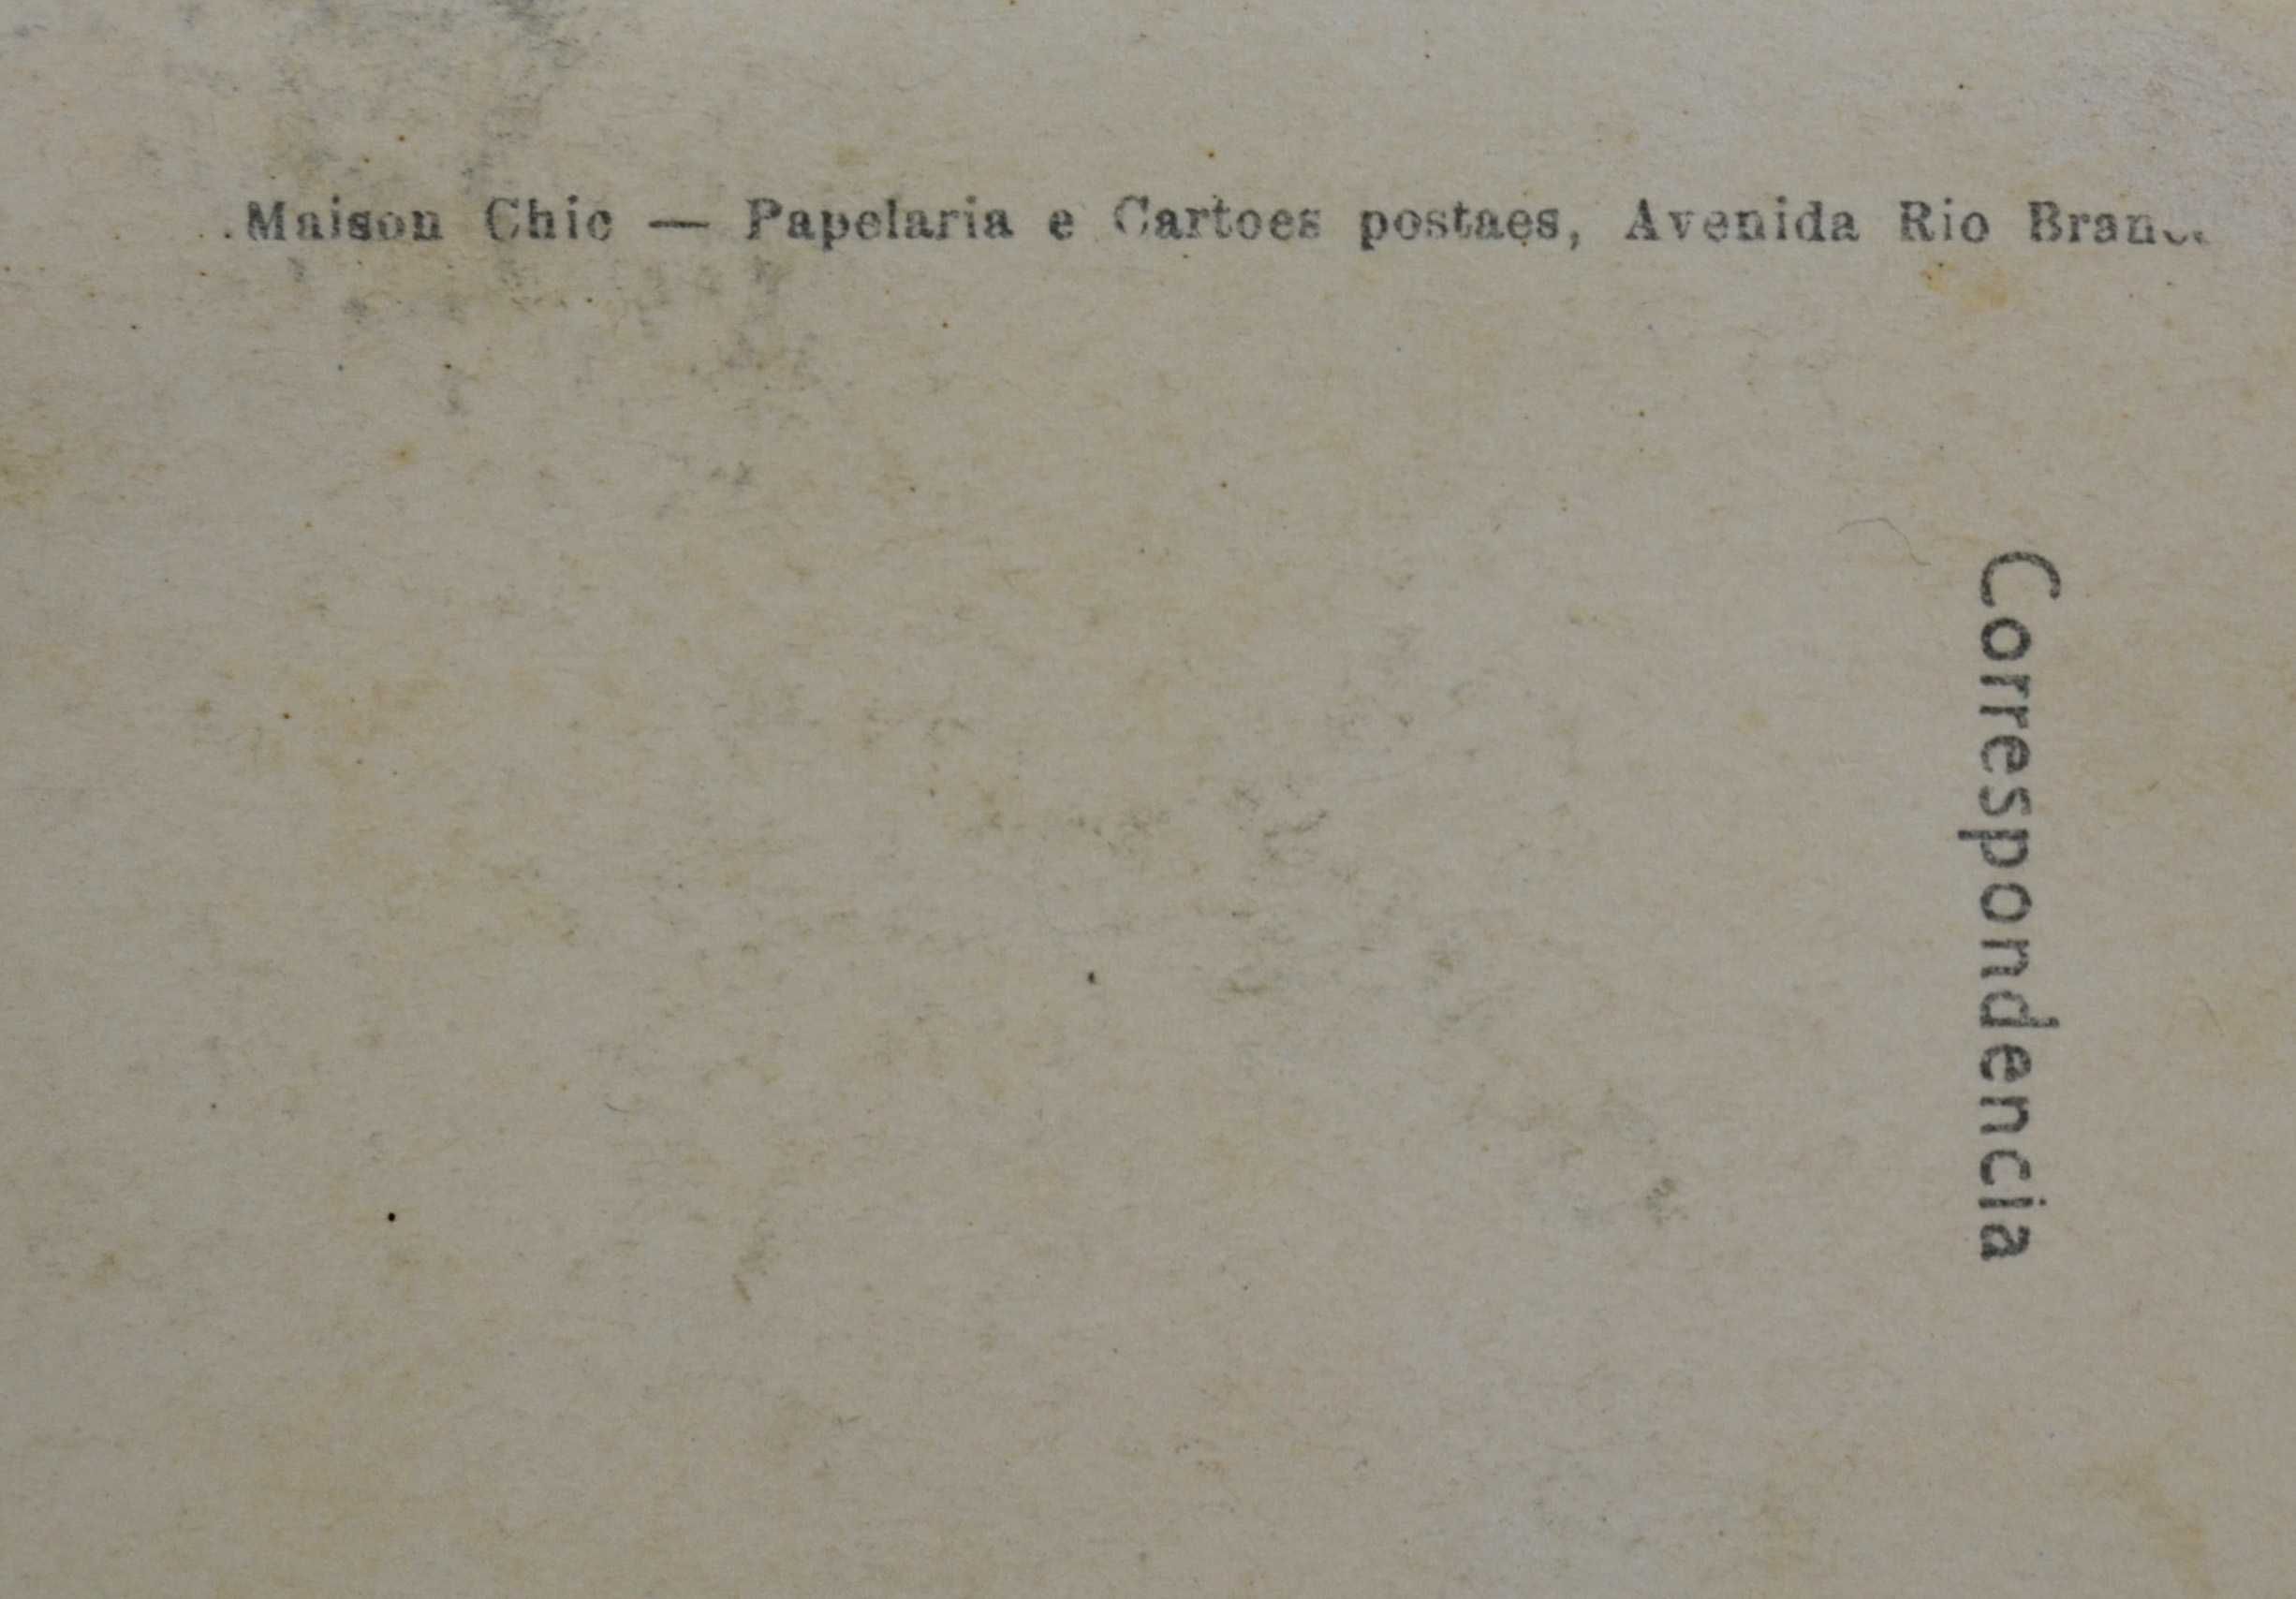 Maison Chic — Papelaria e Cartoes postaes, Avenida Rio
Correspondencia